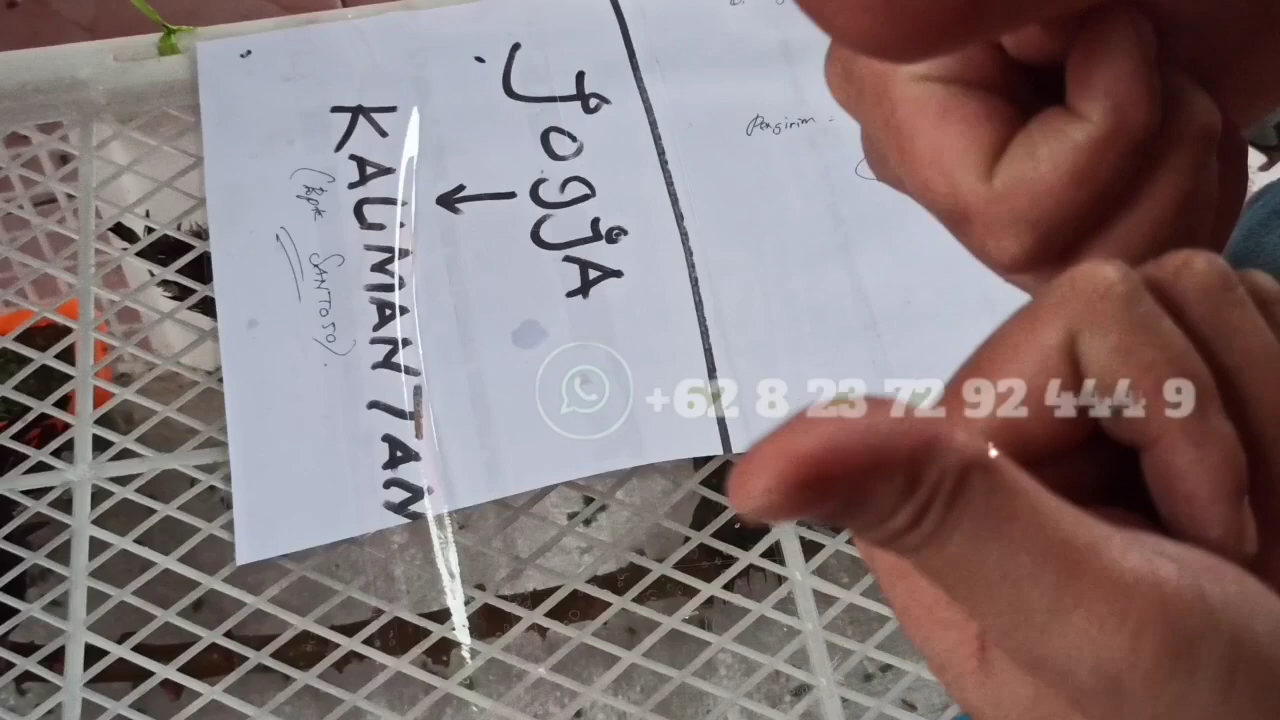 Pengirim =
JogjA
↓
KALIMANTAN
(Bpk SANTOSO)
+62 8 23 72 92 444 9